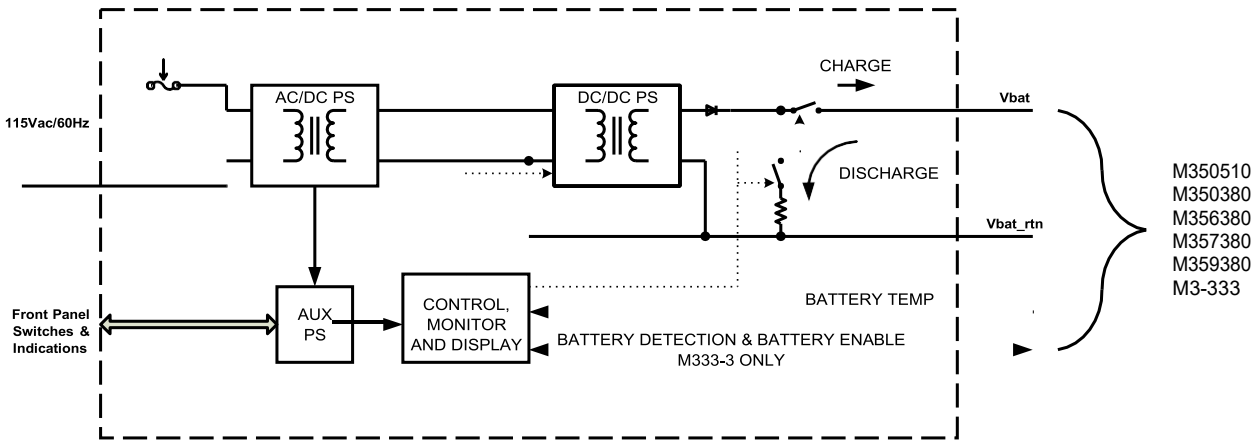 CHARGE
AC/DC PS
DC/DC PS
Vbat
115Vac/60Hz
DISCHARGE
M350510
M350380
M356380
M357380
M359380
M3-333
Vbat_rtn
BATTERY TEMP
Front Panel
Switches &
Indications
AUX
PS
CONTROL,
MONITOR
AND DISPLAY
BATTERY DETECTION & BATTERY ENABLE
M333-3 ONLY